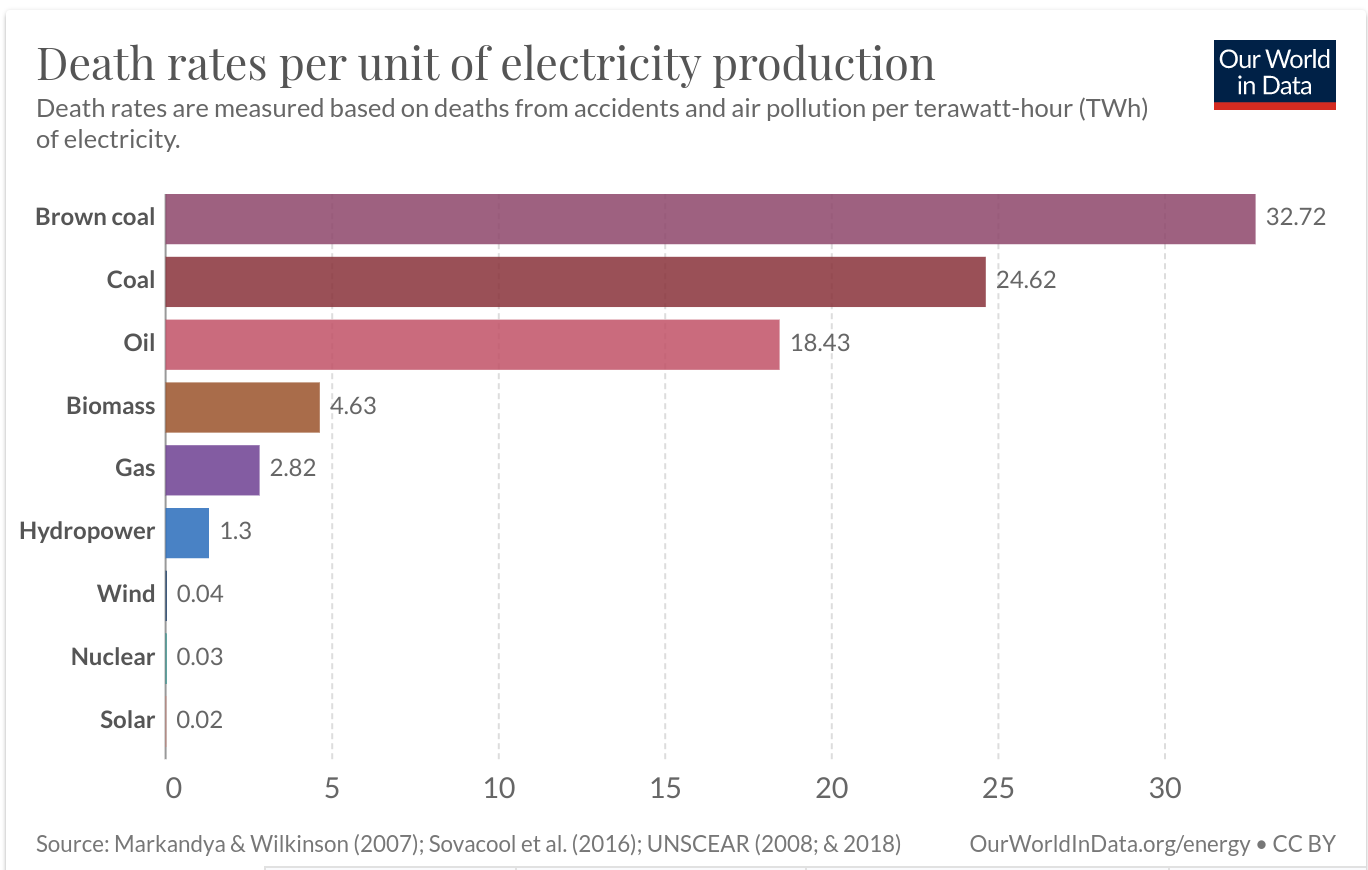 Death rates per unit of electricity production
Our World
in Data
Death rates are measured based on deaths from accidents and air pollution per terawatt-hour (TWh)
of electricity.
Brown coal 32.72
Coal 24.62
Oil 18.43
Biomass 4.63
Gas 2.82
Hydropower 1.3
Wind 0.04
Nuclear 0.03
Solar 0.02
0 5 10 15 20 25 30
Source: Markandya & Wilkinson (2007); Sovacool et al. (2016); UNSCEAR (2008; & 2018) OurWorldInData.org/energy • CC BY